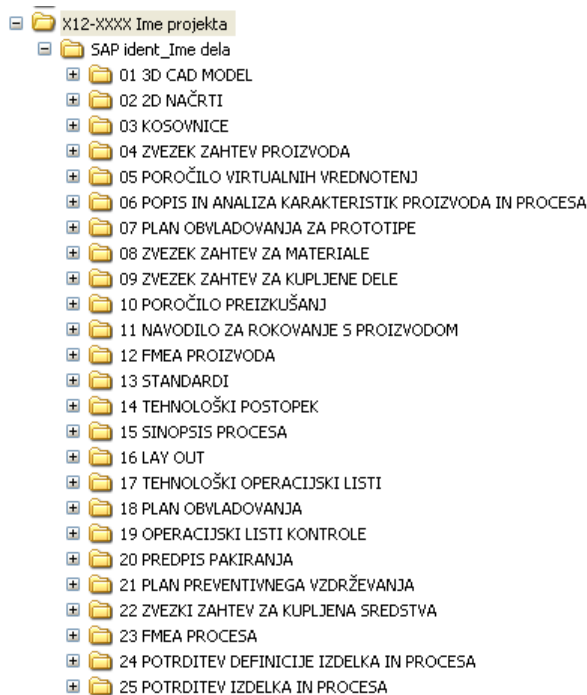 X12-XXXX Ime projekta
SAP ident_Ime dela
01 3D CAD MODEL
02 2D NAČRTI
03 KOSOVNICE
04 ZVEZEK ZAHTEV PROIZVODA
05 POROČILO VIRTUALNIH VREDNOTENJ
06 POPIS IN ANALIZA KARAKTERISTIK PROIZVODA IN PROCESA
07 PLAN OBVLADOVANJA ZA PROTOTIPE
08 ZVEZEK ZAHTEV ZA MATERIALE
09 ZVEZEK ZAHTEV ZA KUPLJENE DELE
10 POROČILO PREIZKUŠANJ
11 NAVODILO ZA ROKOVANJE S PROIZVODOM
12 FMEA PROIZVODA
13 STANDARDI
14 TEHNOLOŠKI POSTOPEK
15 SINOPSIS PROCESA
16 LAY OUT
17 TEHNOLOŠKI OPERACIJSKI LISTI
18 PLAN OBVLADOVANJA
19 OPERACIJSKI LISTI KONTROLE
20 PREDPIS PAKIRANJA
21 PLAN PREVENTIVNEGA VZDRŽEVANJA
22 ZVEZKI ZAHTEV ZA KUPLJENA SREDSTVA
23 FMEA PROCESA
24 POTRDITEV DEFINICIJE IZDELKA IN PROCESA
25 POTRDITEV IZDELKA IN PROCESA